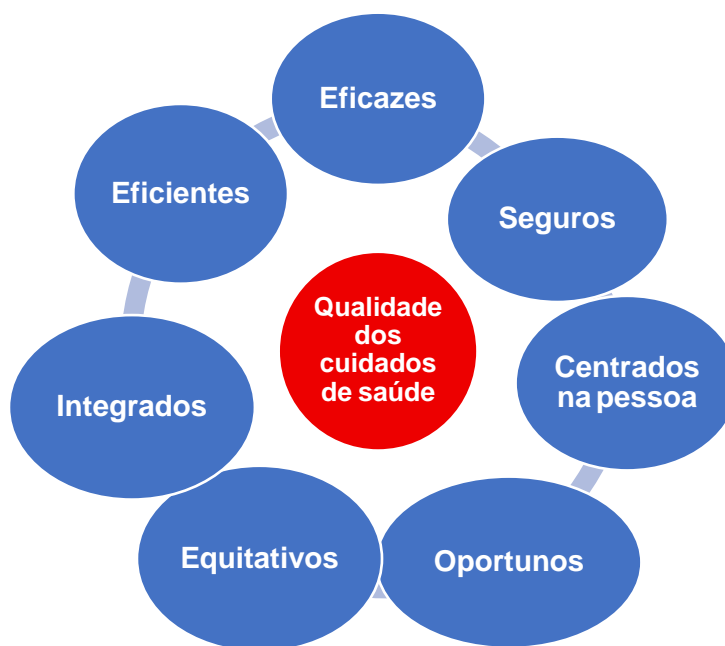 Eficazes
Seguros
Centrados
na pessoa
Oportunos
Equitativos
Integrados
Eficientes
Qualidade
dos
cuidados
de saúde